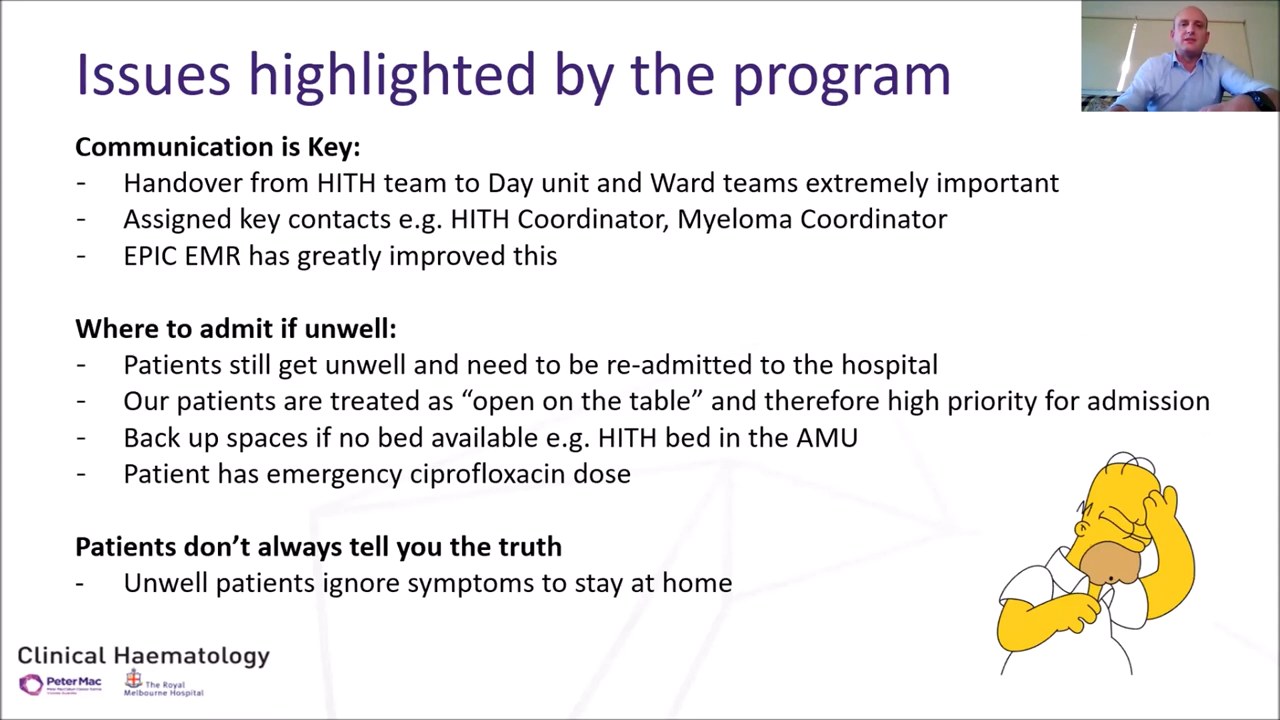 Issues highlighted by the program
Communication is Key:
- Handover from HITH team to Day unit and Ward teams extremely important
- Assigned key contacts e.g. HITH Coordinator, Myeloma Coordinator
- EPIC EMR has greatly improved this
Where to admit if unwell:
- Patients still get unwell and need to be re-admitted to the hospital
- Our patients are treated as “open on the table” and therefore high priority for admission
- Back up spaces if no bed available e.g. HITH bed in the AMU
- Patient has emergency ciprofloxacin dose
Patients don’t always tell you the truth
- Unwell patients ignore symptoms to stay at home
Clinical Haematology
Peter Mac
The Royal
Melbourne Hospital